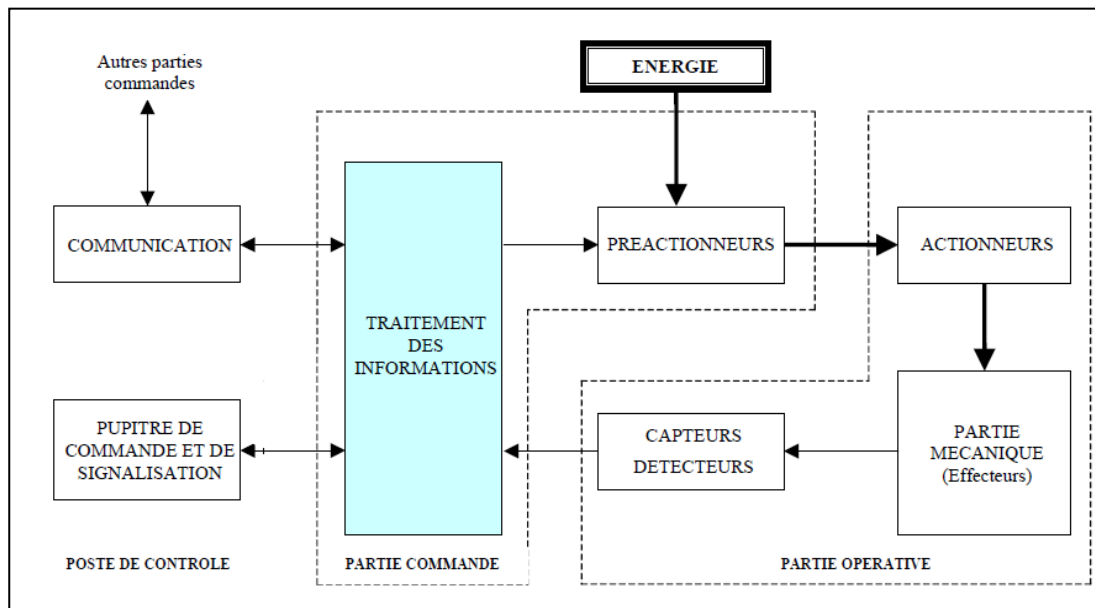 Autres parties
commandes
ENERGIE
COMMUNICATION
PREACTIONNEURS
ACTIONNEURS
TRAITEMENT
DES
INFORMATIONS
PUPITRE DE
COMMANDE ET DE
SIGNALISATION
CAPTEURS
DETECTEURS
PARTIE
MECANIQUE
(Effecteurs)
POSTE DE CONTROLE
PARTIE COMMANDE
PARTIE OPERATIVE